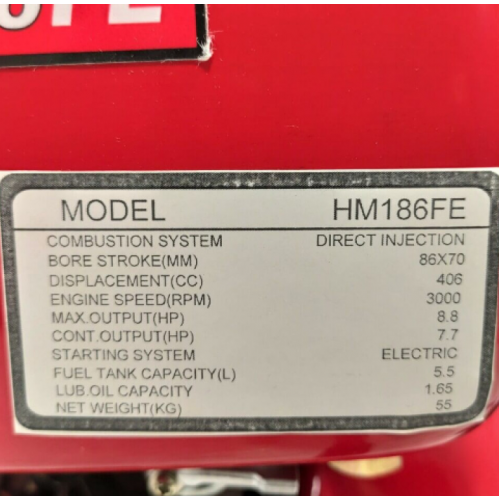 6FE
MODEL HM186FE
COMBUSTION SYSTEM DIRECT INJECTION
BORE STROKE(MM) 86X70
DISPLACEMENT(CC) 406
ENGINE SPEED(RPM) 3000
MAX.OUTPUT(HP) 8.8
CONT.OUTPUT(HP) 7.7
STARTING SYSTEM ELECTRIC
FUEL TANK CAPACITY(L) 5.5
LUB.OIL CAPACITY 1.65
NET WEIGHT(KG) 55